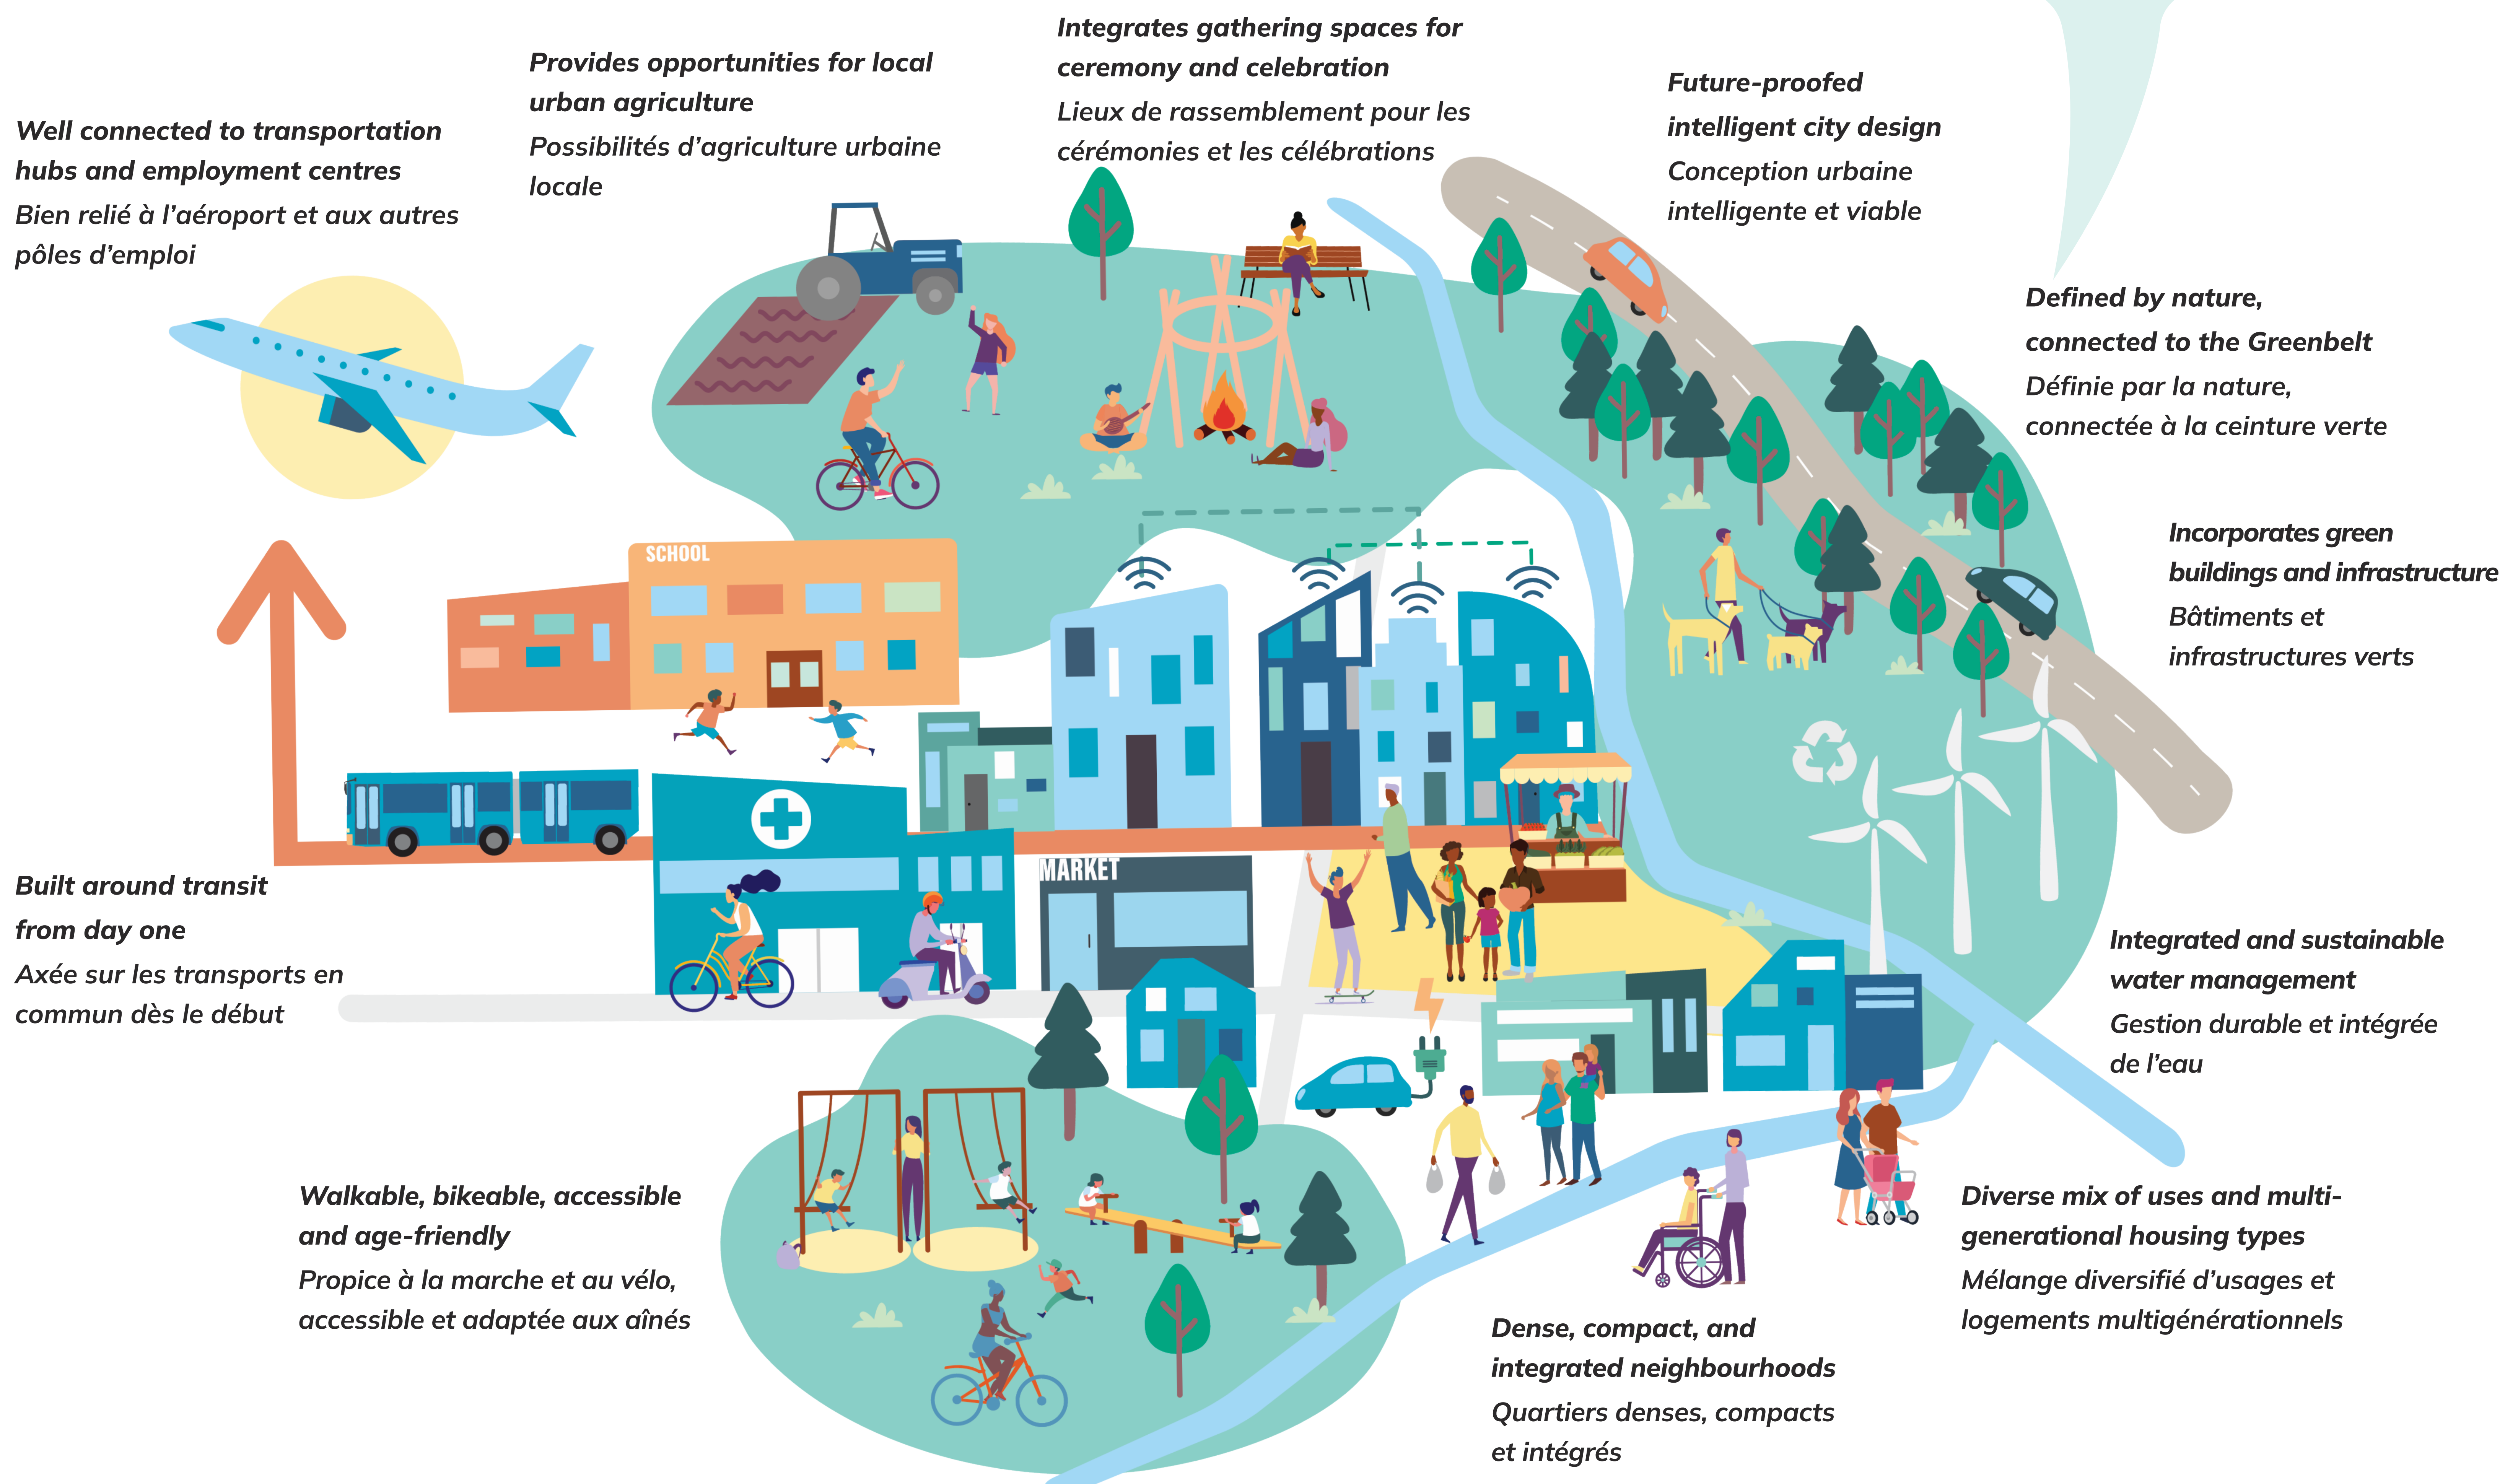 Well connected to transportation
hubs and employment centres
Bien relié à l’aéroport et aux autres
pôles d’emploi
Provides opportunities for local
urban agriculture
Possibilités d’agriculture urbaine
locale
Integrates gathering spaces for
ceremony and celebration
Lieux de rassemblement pour les
cérémonies et les célébrations
Future-proofed
intelligent city design
Conception urbaine
intelligente et viable
Defined by nature,
connected to the Greenbelt
Définie par la nature,
connectée à la ceinture verte
Incorporates green
buildings and infrastructure
Bâtiments et
infrastructures verts
SCHOOL
MARKET
Built around transit
from day one
Axée sur les transports en
commun dès le début
Integrated and sustainable
water management
Gestion durable et intégrée
de l’eau
Walkable, bikeable, accessible
and age-friendly
Propice à la marche et au vélo,
accessible et adaptée aux aînés
Diverse mix of uses and multi-
generational housing types
Mélange diversifié d’usages et
logements multigénérationnels
Dense, compact, and
integrated neighbourhoods
Quartiers denses, compacts
et intégrés